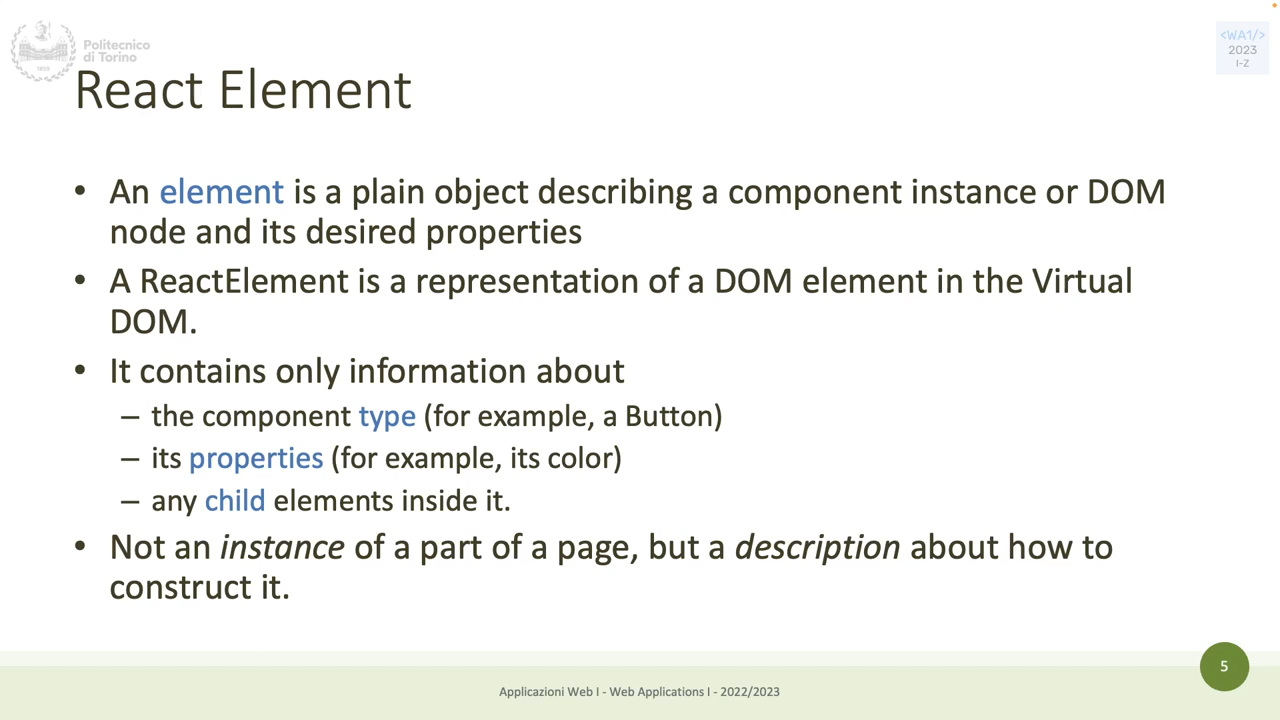 Politecnico
di Torino
1859
<WA1/>
2023
I-Z
React Element
• An element is a plain object describing a component instance or DOM
node and its desired properties
• A ReactElement is a representation of a DOM element in the Virtual
DOM.
• It contains only information about
– the component type (for example, a Button)
– its properties (for example, its color)
– any child elements inside it.
• Not an instance of a part of a page, but a description about how to
construct it.
5
Applicazioni Web I - Web Applications I - 2022/2023